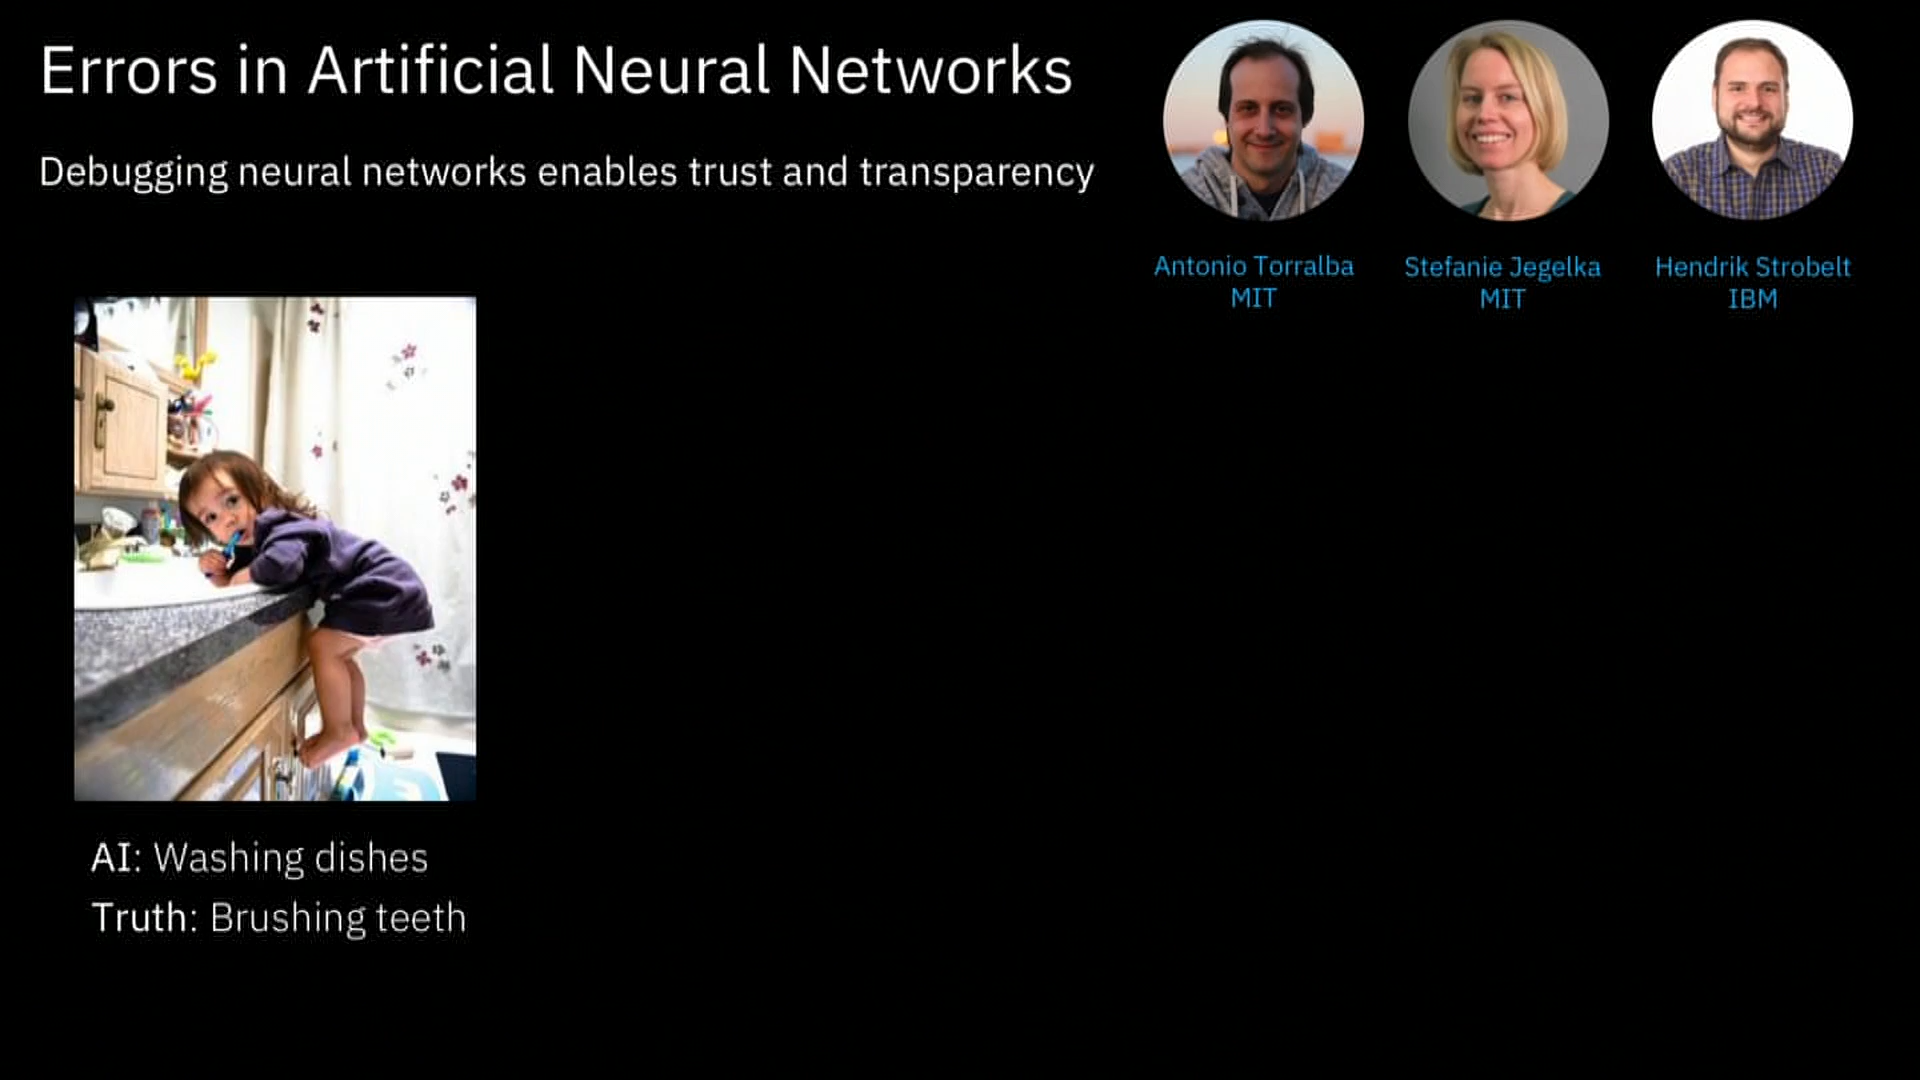 Errors in Artificial Neural Networks
Debugging neural networks enables trust and transparency
Antonio Torralba
MIT
Stefanie Jegelka
MIT
Hendrik Strobelt
IBM
AI: Washing dishes
Truth: Brushing teeth